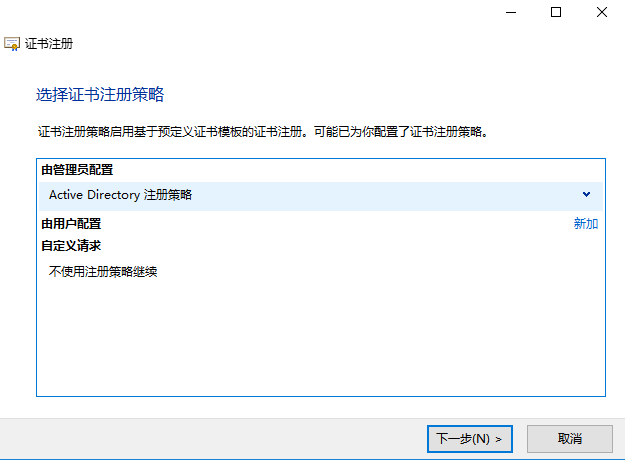 证书注册
选择证书注册策略
证书注册策略启用基于预定义证书模板的证书注册。可能已为你配置了证书注册策略。
由管理员配置
Active Directory 注册策略
由用户配置 新加
自定义请求
不使用注册策略继续
下一步(N) > 取消